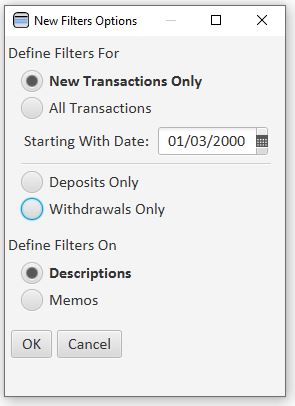 New Filters Options
Define Filters For
New Transactions Only
All Transactions
Starting With Date: 01/03/2000
Deposits Only
Withdrawals Only
Define Filters On
Descriptions
Memos
OK Cancel